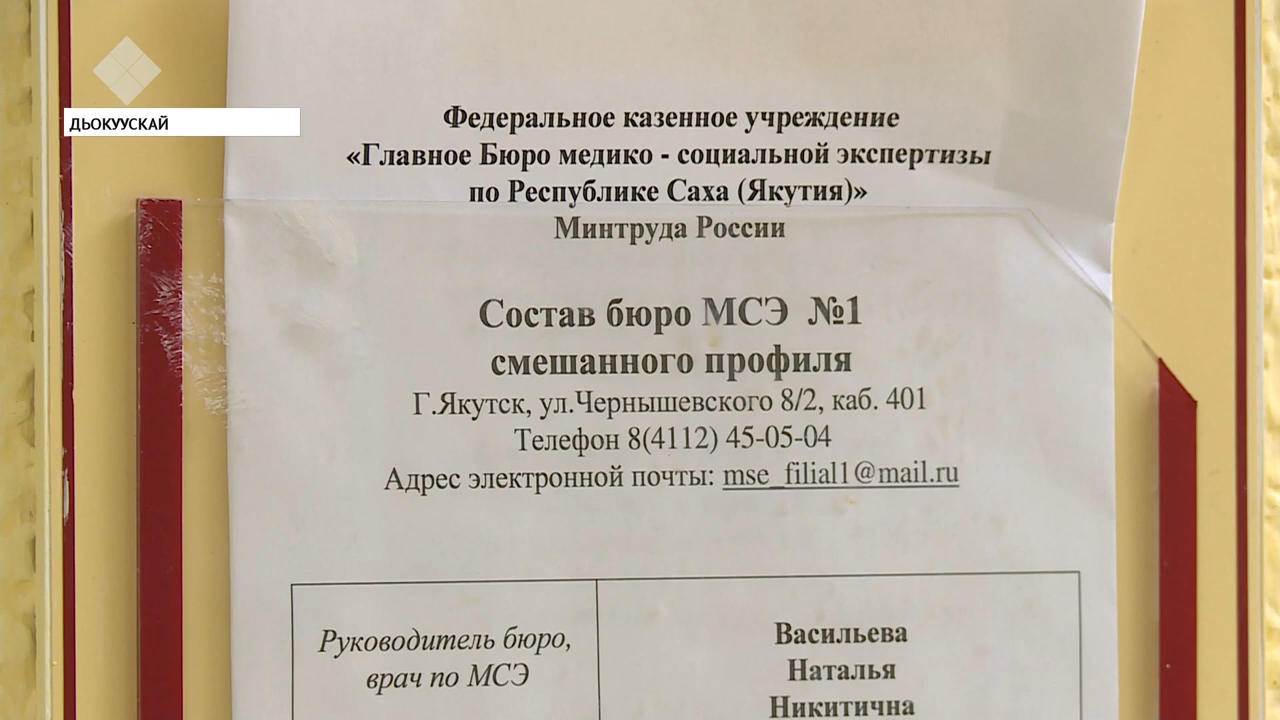 ДЬОКУУСКАЙ
Федеральное казенное учреждение
«Главное Бюро медико - социальной экспертизы
по Республике Саха (Якутия)»
Минтруда России
Состав бюро МСЭ №1
смешанного профиля
Г.Якутск, ул.Чернышевского 8/2, каб. 401
Телефон 8(4112) 45-05-04
Адрес электронной почты: mse_filial1@mail.ru
Руководитель бюро,
врач по МСЭ
Васильева
Наталья
Никитична